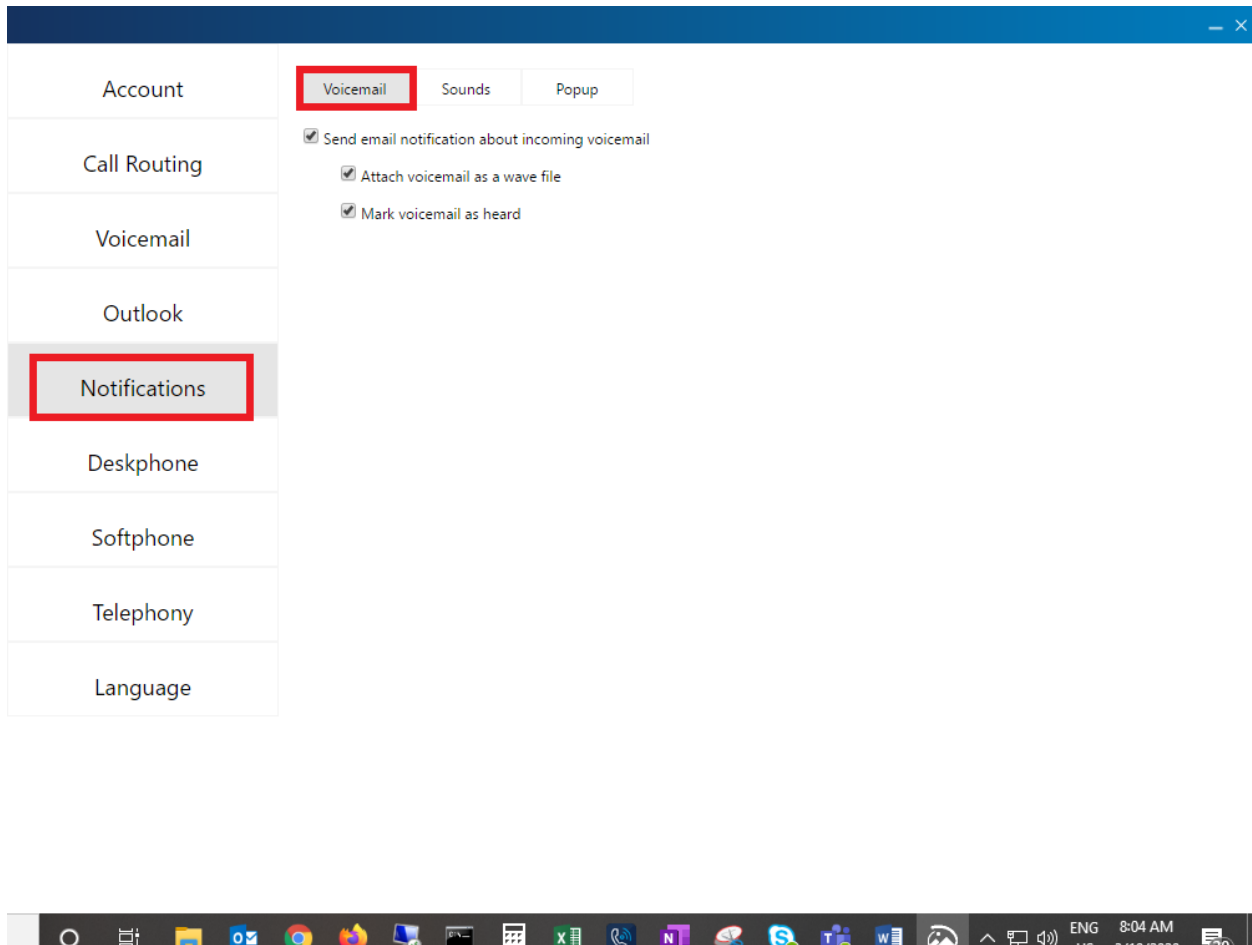 Account
Call Routing
Voicemail
Outlook
Notifications
Deskphone
Softphone
Telephony
Language
Voicemail Sounds Popup
Send email notification about incoming voicemail
Attach voicemail as a wave file
Mark voicemail as heard
ENG 8:04 AM